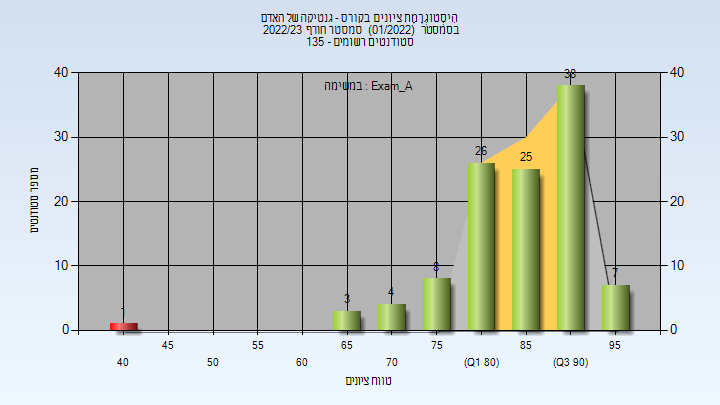 היסטוגרמת ציונים בקורס - גנטיקה של האדם
בסמסטר (01/2022) סמסטר חורף 2022/23
סטודנטים רשומים - 135
במשימה : Exam_A
מספר סטודנטים
40 40
30 30
20 20
10 10
0 0
1 3 4 8 26 25 38 7
45 55 65 75 85 95
40 50 60 70 (Q1 80) (Q3 90)
טווח ציונים